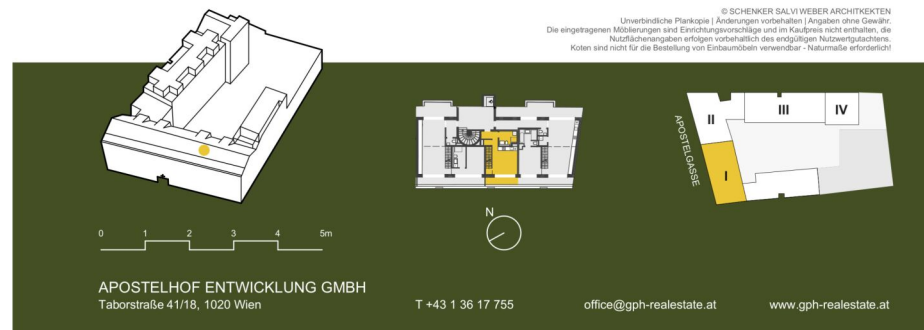 © SCHENKER SALVI WEBER ARCHITKEKTEN
Unverbindliche Plankopie | Änderungen vorbehalten | Angaben ohne Gewähr.
Die eingetragenen Möblierungen sind Einrichtungsvorschläge und im Kaufpreis nicht enthalten, die
Nutzflächenangaben erfolgen vorbehaltlich des endgültigen Nutzwertgutachtens.
Koten sind nicht für die Bestellung von Einbaumöbeln verwendbar - Naturmaße erforderlich!
II
III
IV
APOSTELGASSE
I
N
0 1 2 3 4 5m
APOSTELHOF ENTWICKLUNG GMBH
Taborstraße 41/18, 1020 Wien
T +43 1 36 17 755
office@gph-realestate.at
www.gph-realestate.at